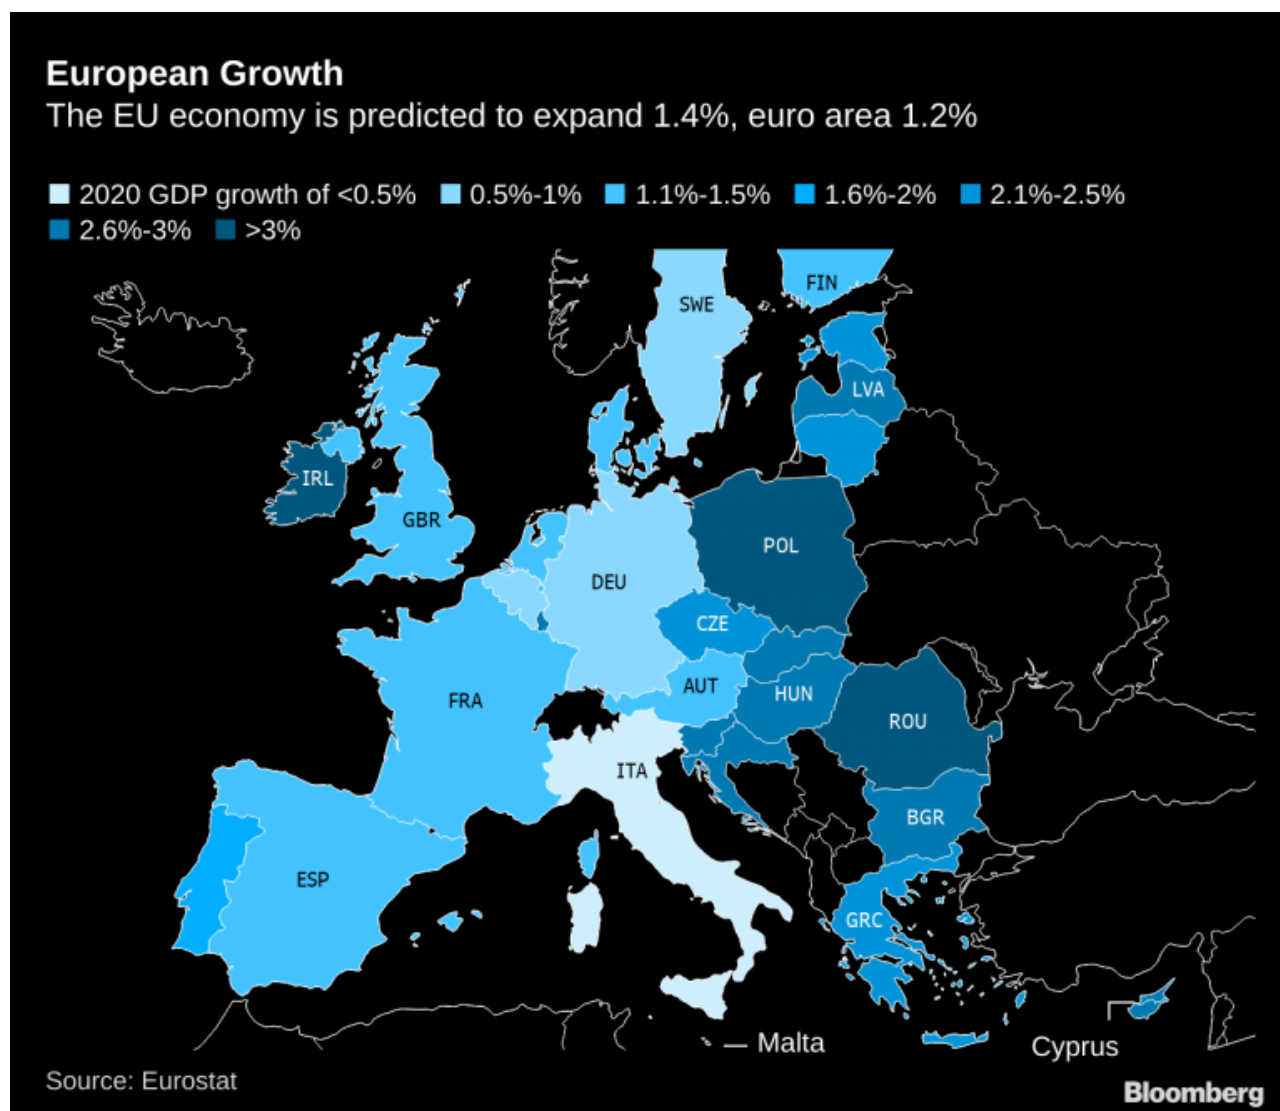 European Growth
The EU economy is predicted to expand 1.4%, euro area 1.2%
2020 GDP growth of <0.5% 0.5%-1% 1.1%-1.5% 1.6%-2% 2.1%-2.5%
2.6%-3% >3%
FIN
SWE
LVA
IRL
GBR
POL
DEU
CZE
AUT
HUN
FRA
ROU
ITA
BGR
ESP
GRC
Malta
Cyprus
Source: Eurostat
Bloomberg